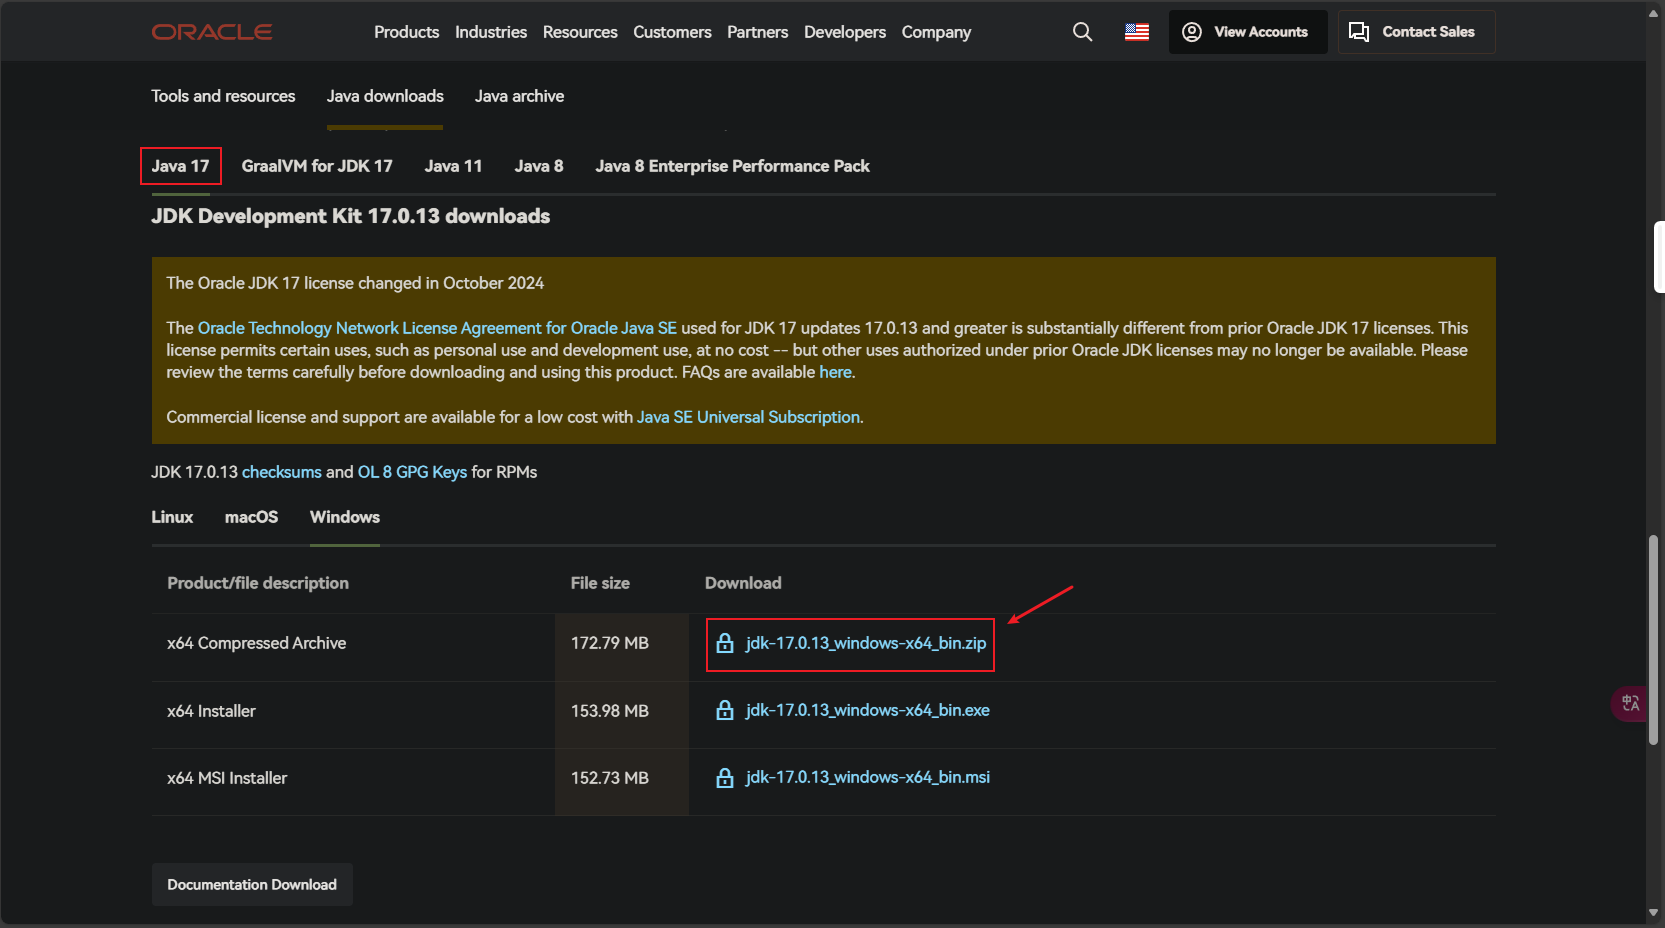 ORACLE Products Industries Resources Customers Partners Developers Company View Accounts Contact Sales
Tools and resources Java downloads Java archive
Java 17 GraalVM for JDK 17 Java 11 Java 8 Java 8 Enterprise Performance Pack
JDK Development Kit 17.0.13 downloads
The Oracle JDK 17 license changed in October 2024
The Oracle Technology Network License Agreement for Oracle Java SE used for JDK 17 updates 17.0.13 and greater is substantially different from prior Oracle JDK 17 licenses. This
license permits certain uses, such as personal use and development use, at no cost -- but other uses authorized under prior Oracle JDK licenses may no longer be available. Please
review the terms carefully before downloading and using this product. FAQs are available here.
Commercial license and support are available for a low cost with Java SE Universal Subscription.
JDK 17.0.13 checksums and OL 8 GPG Keys for RPMs
Linux macOS Windows
Product/file description File size Download
x64 Compressed Archive 172.79 MB jdk-17.0.13_windows-x64_bin.zip
x64 Installer 153.98 MB jdk-17.0.13_windows-x64_bin.exe
中A
x64 MSI Installer 152.73 MB jdk-17.0.13_windows-x64_bin.msi
Documentation Download